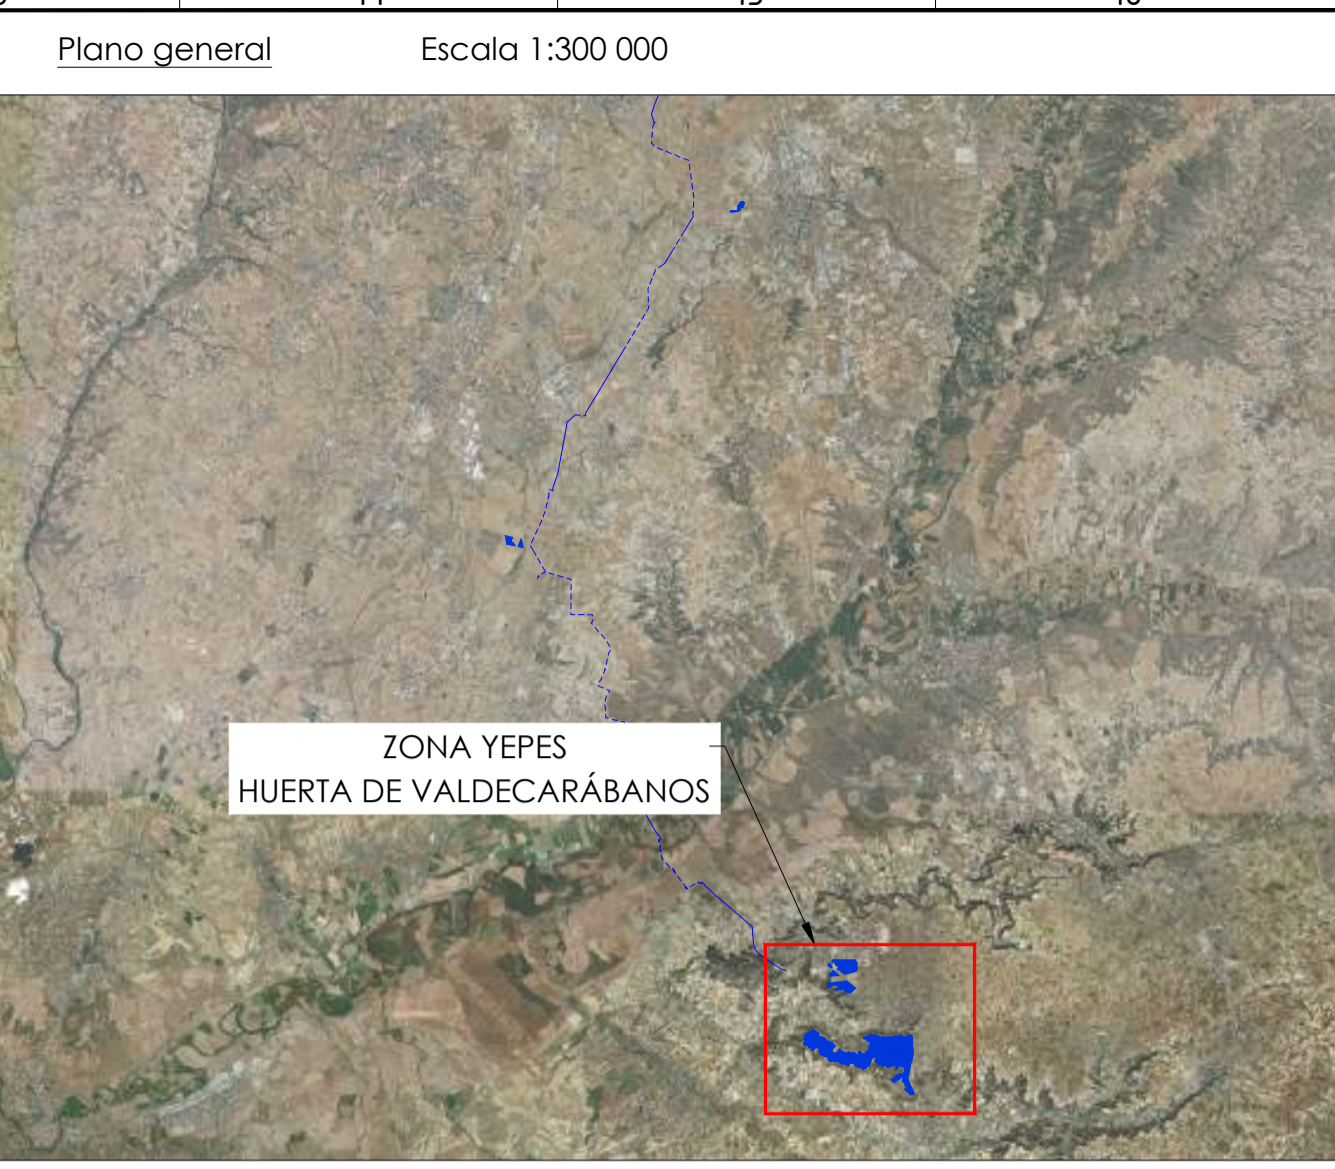 Plano general
Escala 1:300 000
ZONA YEPES
HUERTA DE VALDECARÁBANOS